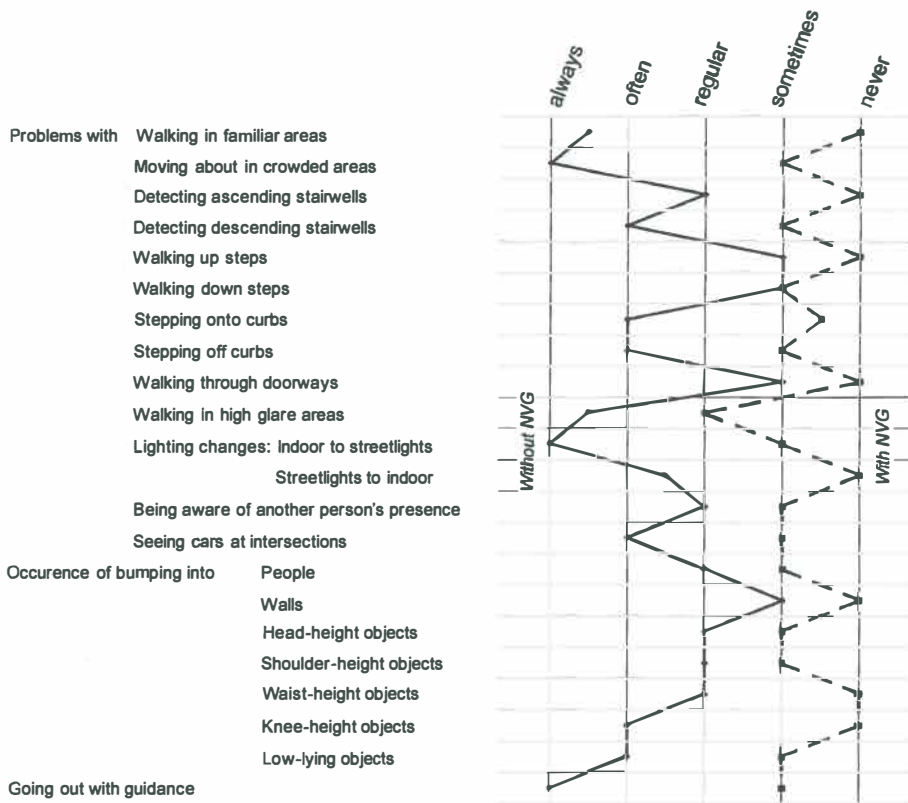 always
often
regular
sometimes
never
Problems with Walking in familiar areas
Moving about in crowded areas
Detecting ascending stairwells
Detecting descending stairwells
Walking up steps
Walking down steps
Stepping onto curbs
Stepping off curbs
Walking through doorways
Walking in high glare areas
Lighting changes: Indoor to streetlights
Streetlights to indoor
Being aware of another person's presence
Seeing cars at intersections
Occurence of bumping into People
Walls
Head-height objects
Shoulder-height objects
Waist-height objects
Knee-height objects
Low-lying objects
Going out with guidance
Without NVG
With NVG